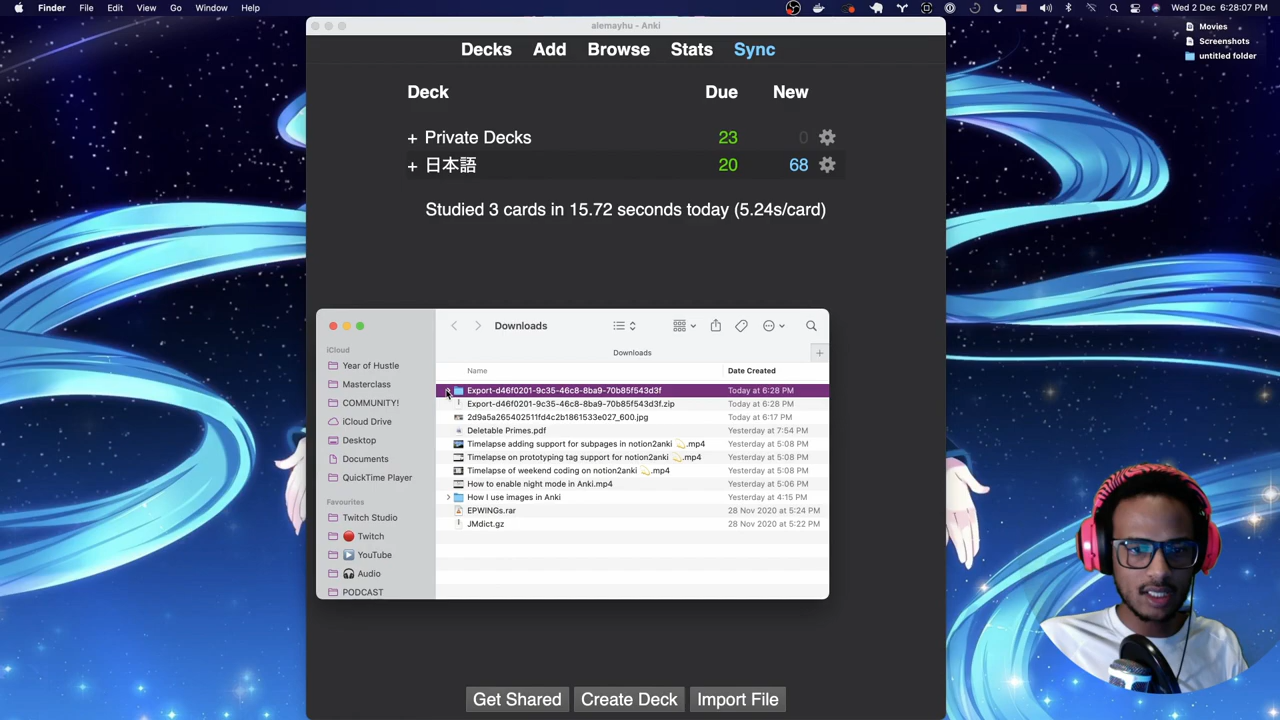 Finder File Edit View Go Window Help
Wed 2 Dec 6:28:07 PM
alemayhu - Anki
Movies
Screenshots
untitled folder
Decks Add Browse Stats Sync
Deck Due New
+ Private Decks 23 0
+ 日本語 20 68
Studied 3 cards in 15.72 seconds today (5.24s/card)
Downloads
Downloads
Name Date Created
Export-d46f0201-9c35-46c8-8ba9-70b85f543d3f Today at 6:28 PM
Export-d46f0201-9c35-46c8-8ba9-70b85f543d3f.zip Today at 6:28 PM
2d9a5a265402511fd4c2b1861533e027_600.jpg Today at 6:17 PM
Deletable Primes.pdf Yesterday at 7:54 PM
Timelapse adding support for subpages in notion2anki 💫.mp4 Yesterday at 5:08 PM
Timelapse on prototyping tag support for notion2anki 💫.mp4 Yesterday at 5:08 PM
Timelapse of weekend coding on notion2anki 💫.mp4 Yesterday at 5:08 PM
How to enable night mode in Anki.mp4 Yesterday at 5:06 PM
How I use images in Anki Yesterday at 4:15 PM
EPWINGs.rar 28 Nov 2020 at 5:24 PM
JMdict.gz 28 Nov 2020 at 5:22 PM
iCloud
Year of Hustle
Masterclass
COMMUNITY!
iCloud Drive
Desktop
Documents
QuickTime Player
Favourites
Twitch Studio
Twitch
YouTube
Audio
PODCAST
Get Shared Create Deck Import File